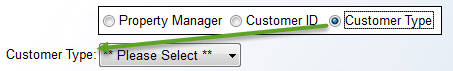 Property Manager Customer ID Customer Type
Customer Type: ** Please Select **